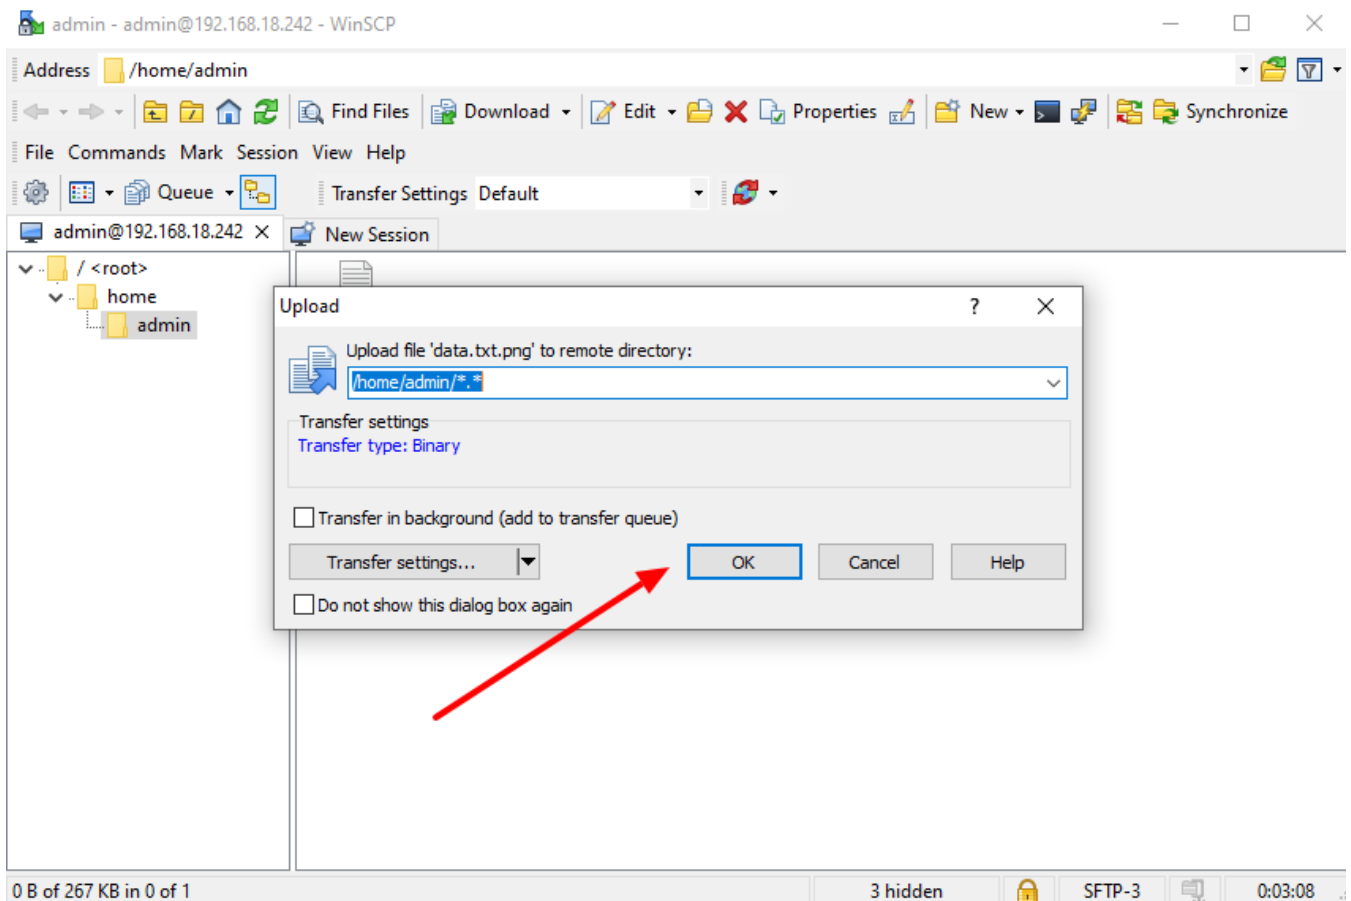 admin - admin@192.168.18.242 - WinSCP
Address /home/admin
Find Files Download Edit Properties New Synchronize
File Commands Mark Session View Help
Queue Transfer Settings Default
admin@192.168.18.242 New Session
/ <root>
home
admin
Upload
?
Upload file 'data.txt.png' to remote directory:
/home/admin/*.*
Transfer settings
Transfer type: Binary
Transfer in background (add to transfer queue)
Transfer settings... OK Cancel Help
Do not show this dialog box again
0 B of 267 KB in 0 of 1 3 hidden SFTP-3 0:03:08